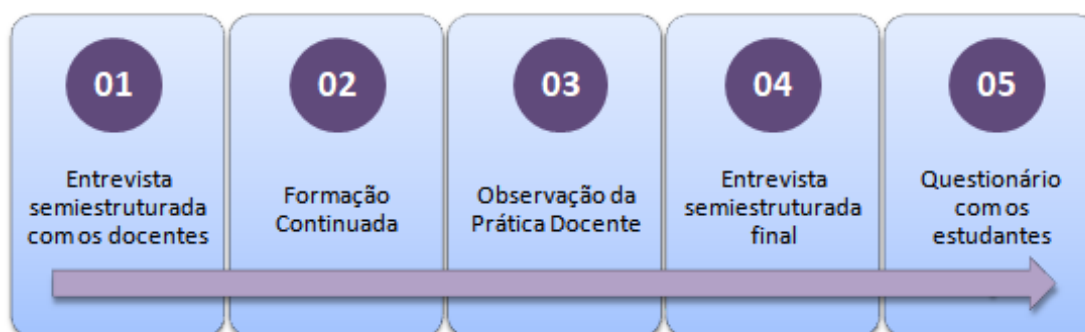 01
Entrevista
semiestruturada
com os docentes
02
Formação
Continuada
03
Observação da
Prática Docente
04
Entrevista
semiestruturada
final
05
Questionário
com os
estudantes